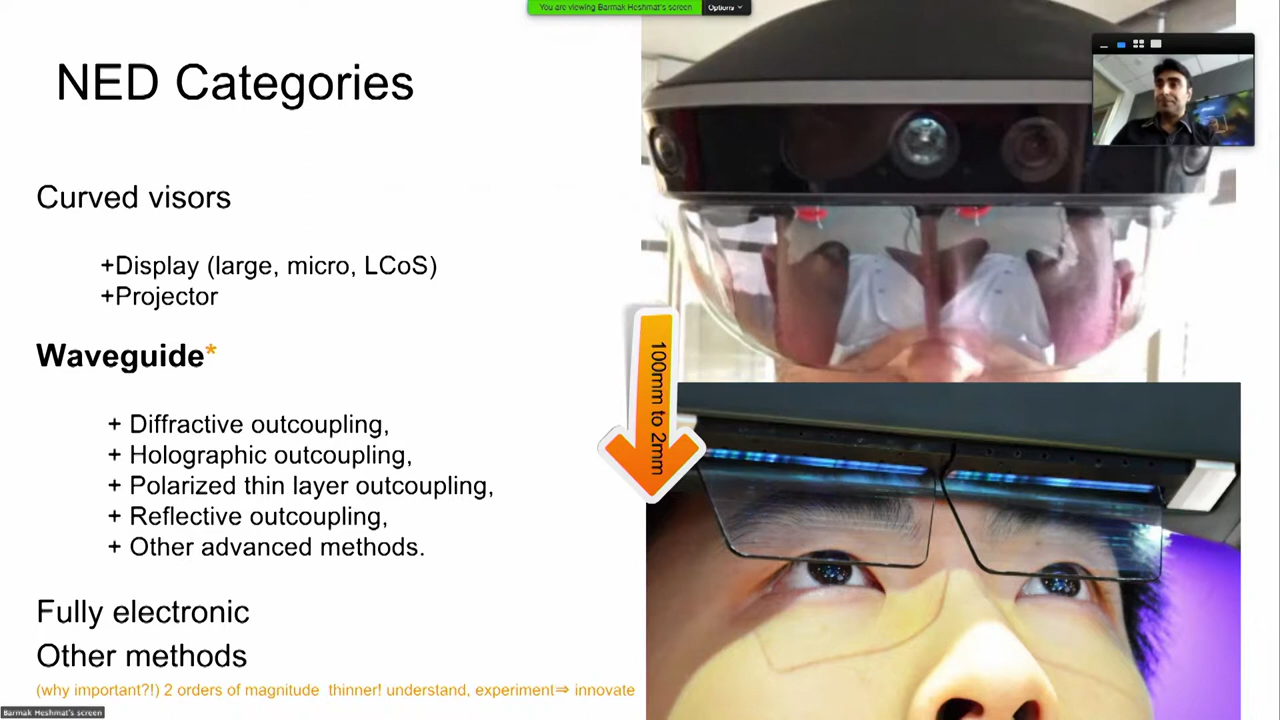 You are viewing Barmak Heshmat's screen Options
NED Categories
Curved visors
+Display (large, micro, LCoS)
+Projector
Waveguide*
+ Diffractive outcoupling,
+ Holographic outcoupling,
+ Polarized thin layer outcoupling,
+ Reflective outcoupling,
+ Other advanced methods.
100mm to 2mm
Fully electronic
Other methods
(why important?!) 2 orders of magnitude thinner! understand, experiment⇒ innovate
Barmak Heshmat's screen